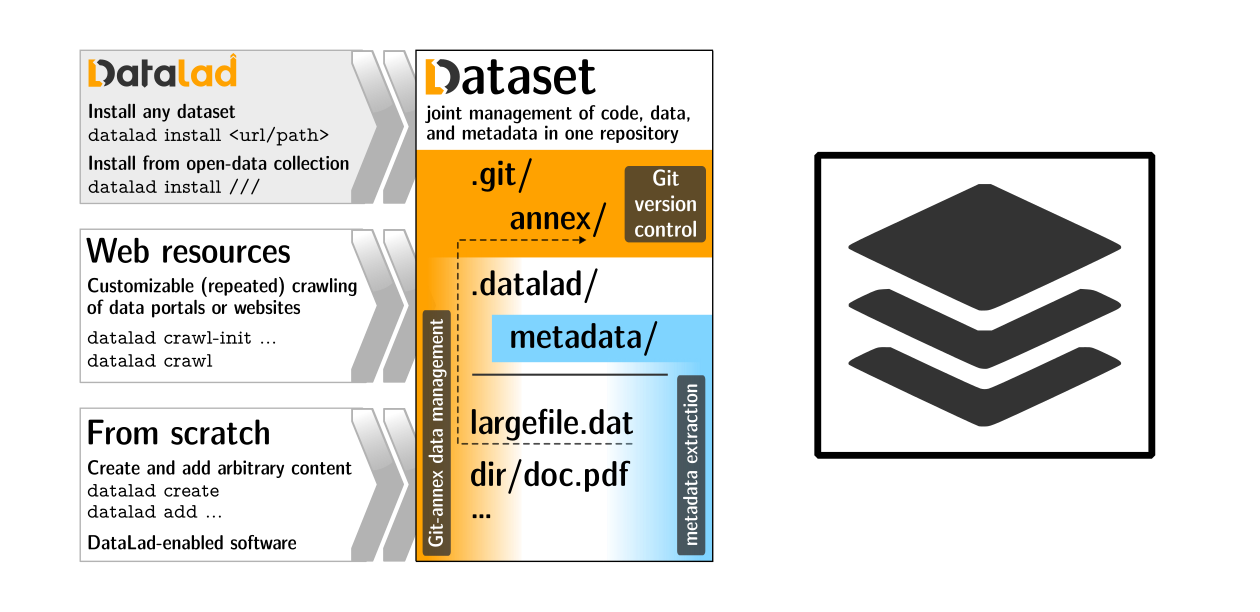 Datalad
Install any dataset
datalad install <url/path>
Install from open-data collection
datalad install ///
Web resources
Customizable (repeated) crawling
of data portals or websites
datalad crawl-init ...
datalad crawl
From scratch
Create and add arbitrary content
datalad create
datalad add ...
DataLad-enabled software
Dataset
joint management of code, data,
and metadata in one repository
.git/
annex/
Git
version
control
.datalad/
metadata/
largefile.dat
dir/doc.pdf
...
Git-annex data management
metadata extraction